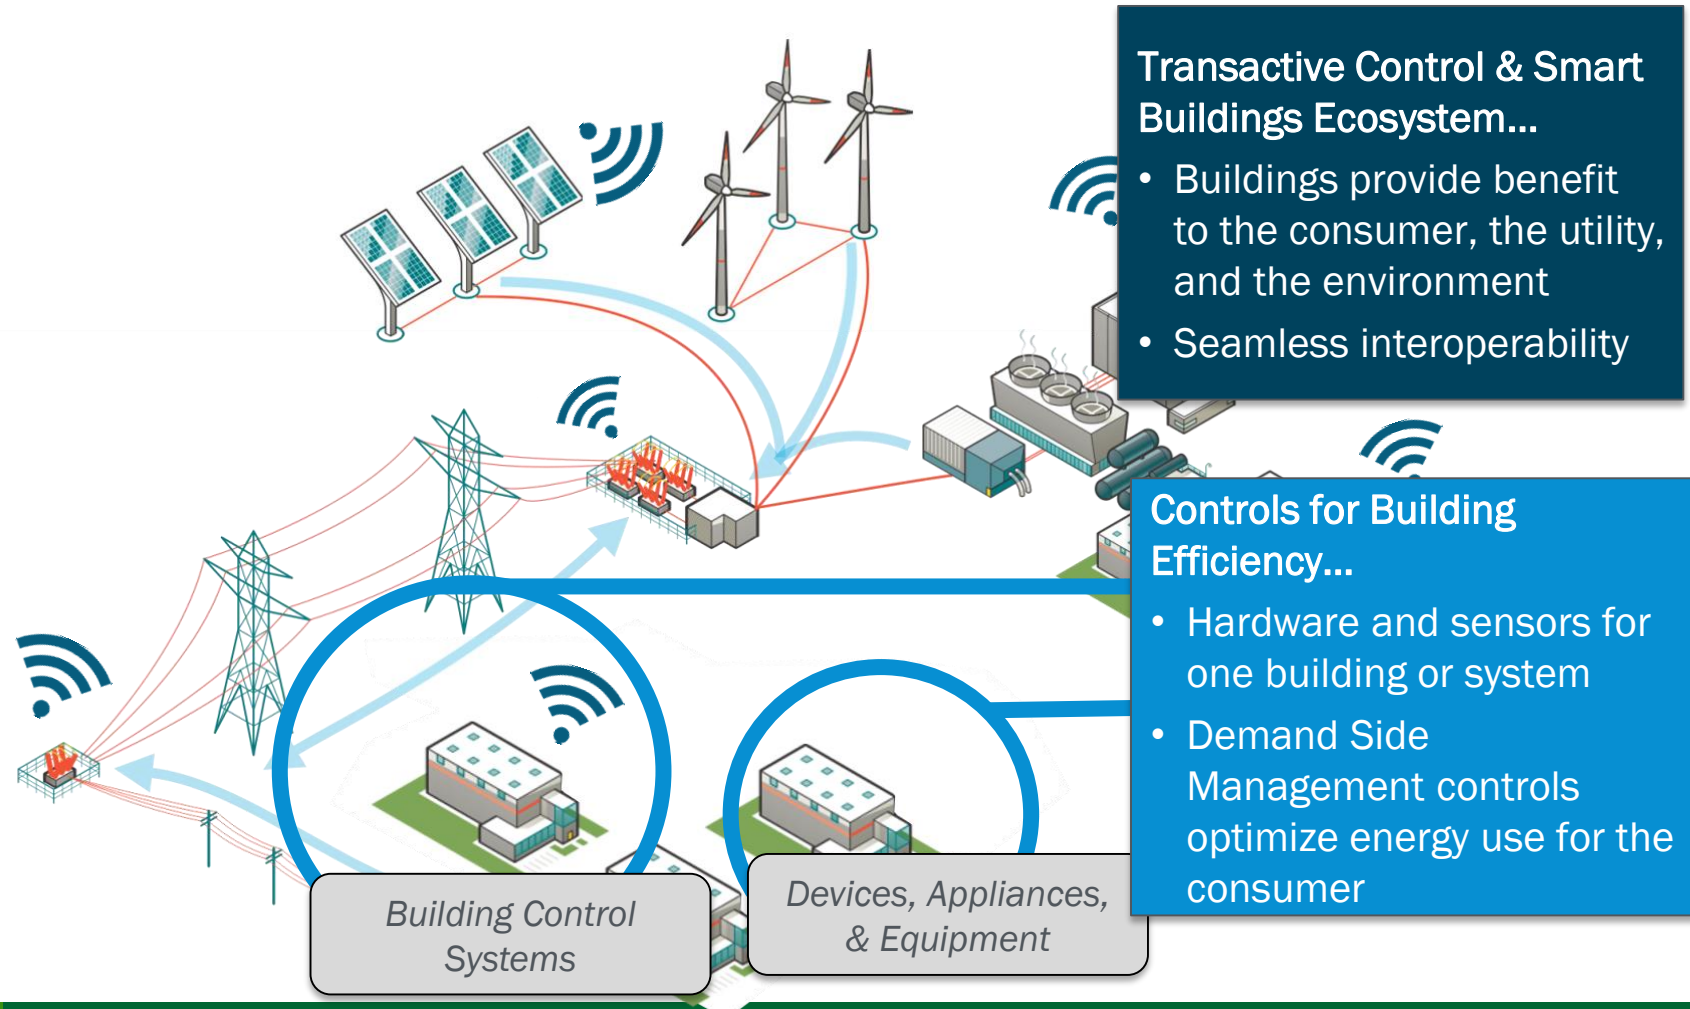 Transactive Control & Smart
Buildings Ecosystem...
• Buildings provide benefit
to the consumer, the utility,
and the environment
• Seamless interoperability
Controls for Building
Efficiency...
• Hardware and sensors for
one building or system
• Demand Side
Management controls
optimize energy use for the
consumer
Building Control
Systems
Devices, Appliances,
& Equipment